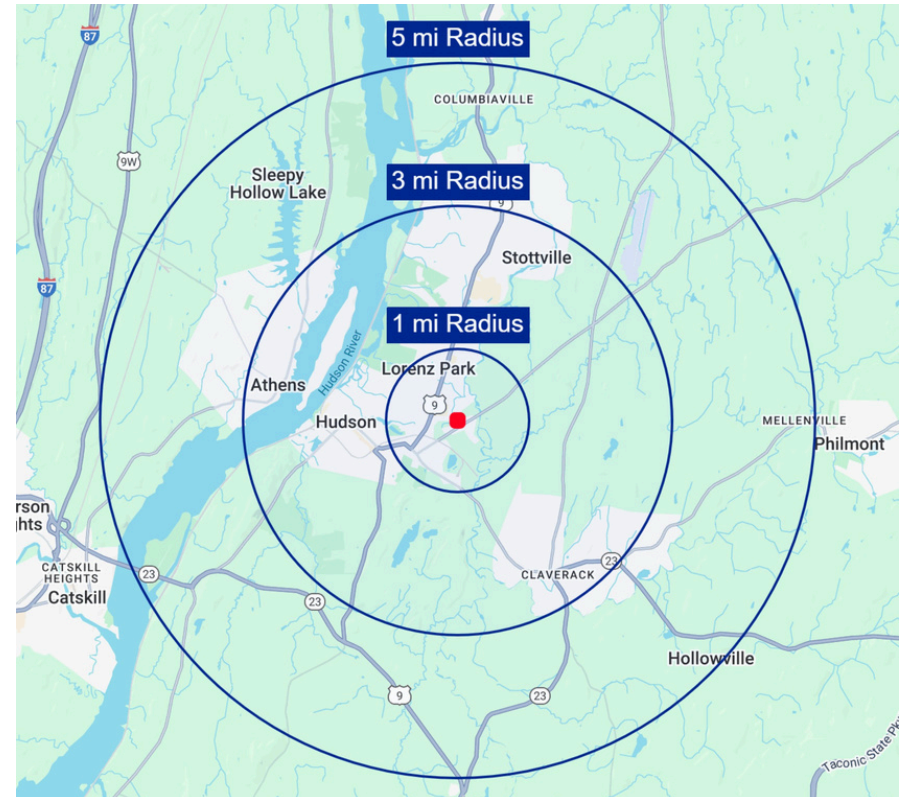 5 mi Radius
87
COLUMBIAVILLE
9W
Sleepy
Hollow Lake
3 mi Radius
9
Stottville
87
1 mi Radius
Hudson River
Lorenz Park
Athens
9
Hudson
MELLENVILLE
Philmont
rson
ghts
23
CATSKILL
HEIGHTS
23
CLAVERACK
Catskill
23
Hollowville
9
23
Taconic State Pk